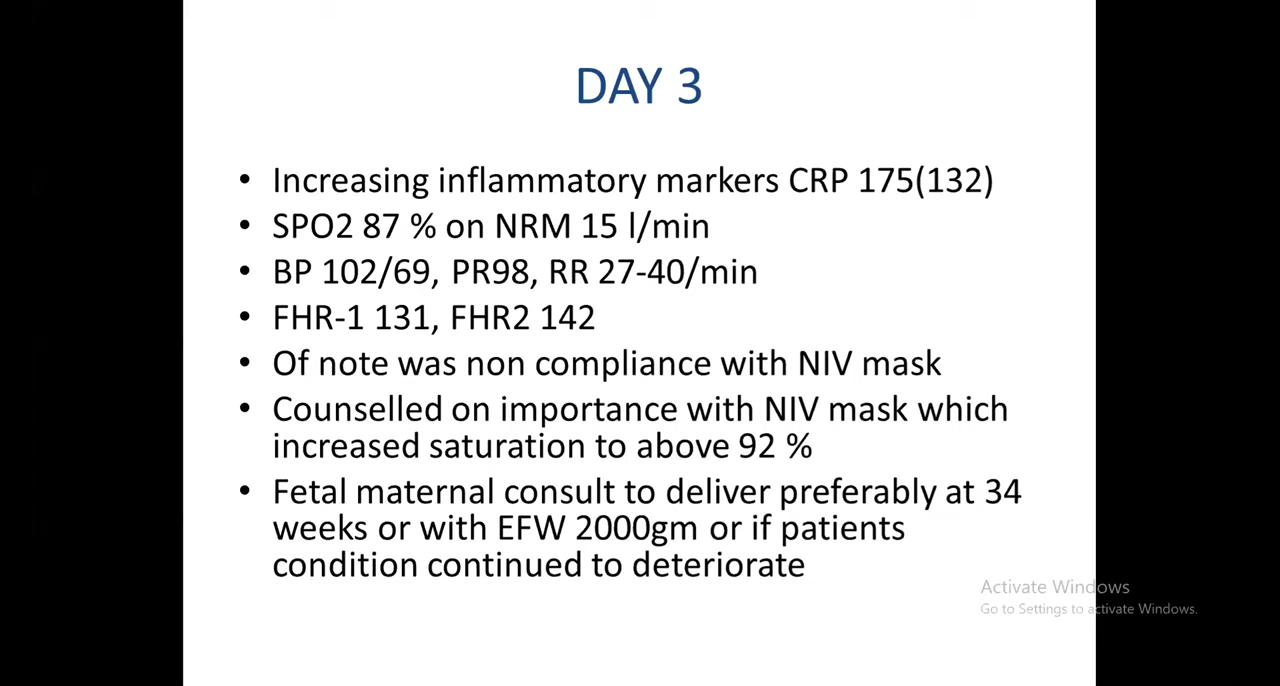 DAY 3
• Increasing inflammatory markers CRP 175(132)
• SPO2 87 % on NRM 15 l/min
• BP 102/69, PR98, RR 27-40/min
• FHR-1 131, FHR2 142
• Of note was non compliance with NIV mask
• Counselled on importance with NIV mask which
increased saturation to above 92 %
• Fetal maternal consult to deliver preferably at 34
weeks or with EFW 2000gm or if patients
condition continued to deteriorate
Activate Windows
Go to Settings to activate Windows.